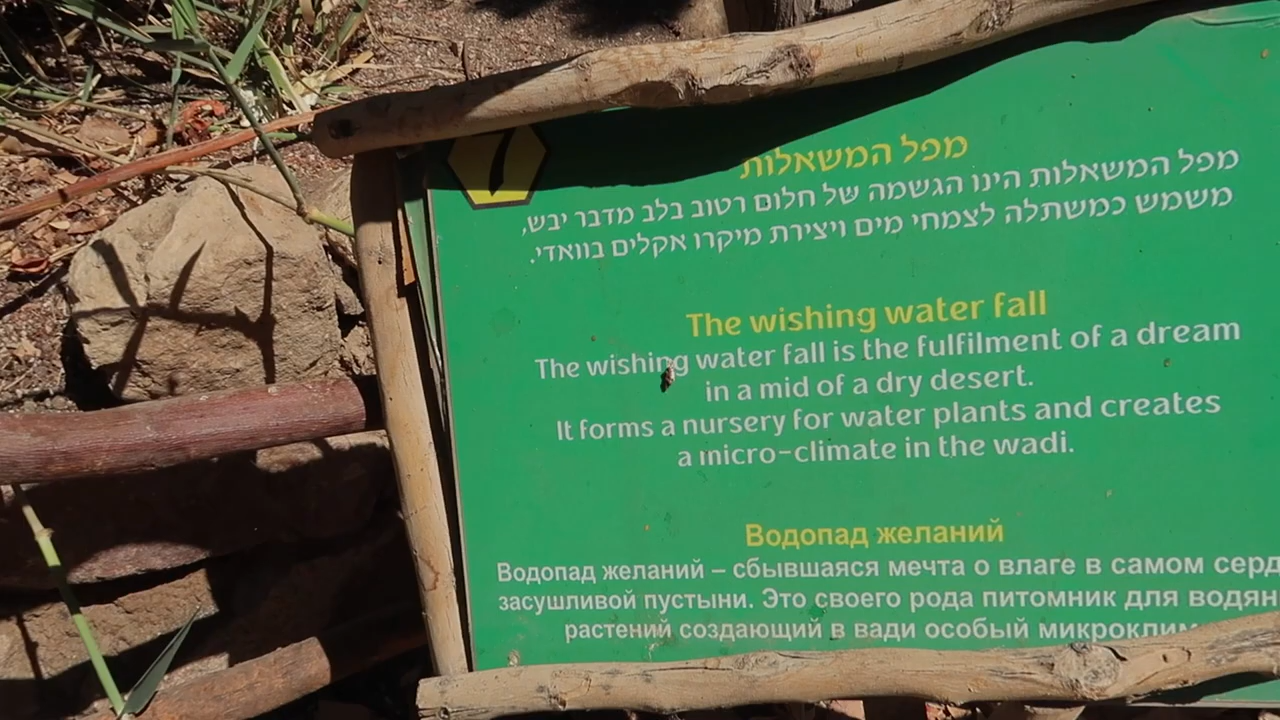 מפל המשאלות
מפל המשאלות הינו הגשמה של חלום רטוב בלב מדבר יבש,
משמש כמשתלה לצמחי מים ויצירת מיקרו אקלים בוואדי.
The wishing water fall
The wishing water fall is the fulfilment of a dream
in a mid of a dry desert.
It forms a nursery for water plants and creates
a micro-climate in the wadi.
Водопад желаний
Водопад желаний – сбывшаяся мечта о влаге в самом
засушливой пустыни. Это своего рода питомник для
растений создающий в вади особый